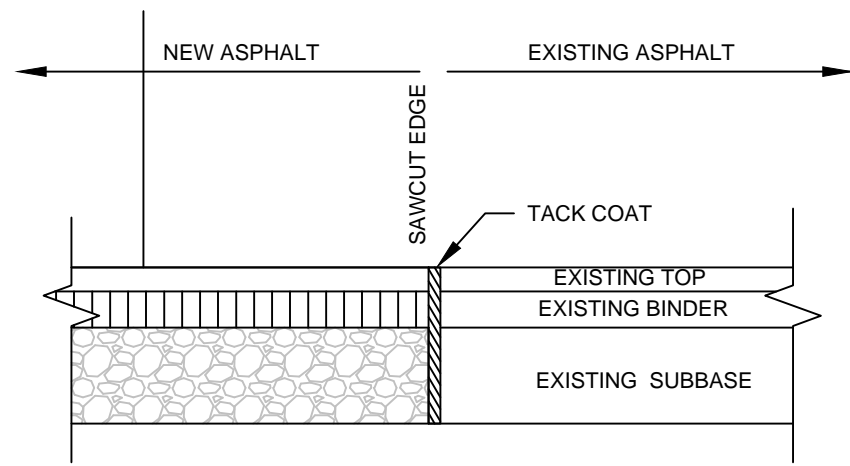 NEW ASPHALT
EXISTING ASPHALT
SAWCUT EDGE
TACK COAT
EXISTING TOP
EXISTING BINDER
EXISTING SUBBASE